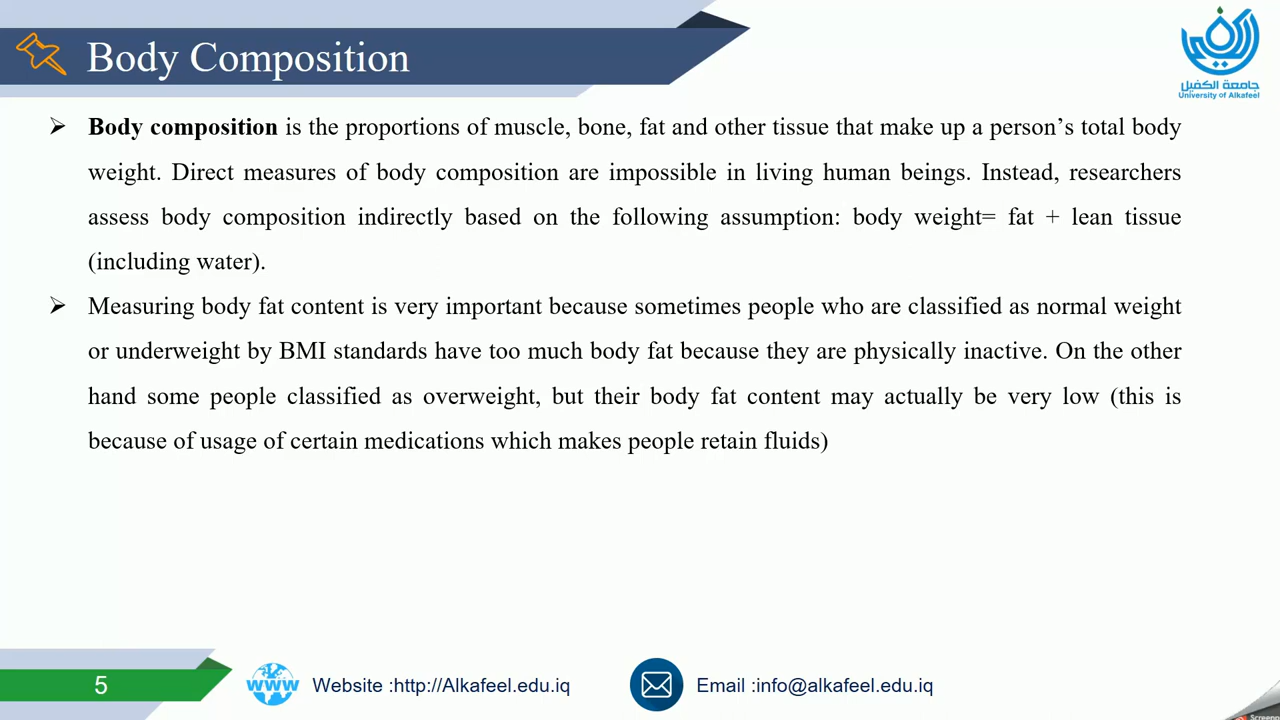 Body Composition
جامعة الكفيل
University of Alkafeel
➢ Body composition is the proportions of muscle, bone, fat and other tissue that make up a person’s total body
weight. Direct measures of body composition are impossible in living human beings. Instead, researchers
assess body composition indirectly based on the following assumption: body weight= fat + lean tissue
(including water).
➢ Measuring body fat content is very important because sometimes people who are classified as normal weight
or underweight by BMI standards have too much body fat because they are physically inactive. On the other
hand some people classified as overweight, but their body fat content may actually be very low (this is
because of usage of certain medications which makes people retain fluids)
5
www
Website :http://Alkafeel.edu.iq
Email :info@alkafeel.edu.iq